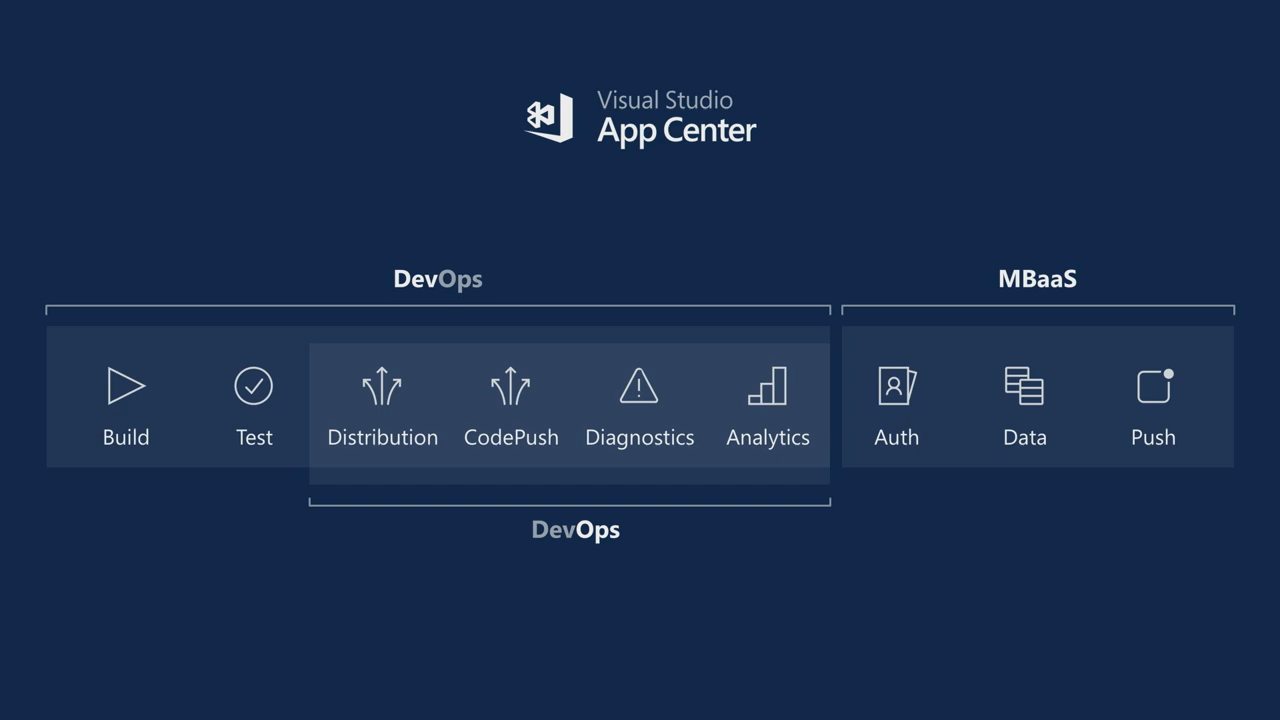 Visual Studio
App Center
DevOps
MBaaS
Build
Test
Distribution
CodePush
Diagnostics
Analytics
Auth
Data
Push
DevOps